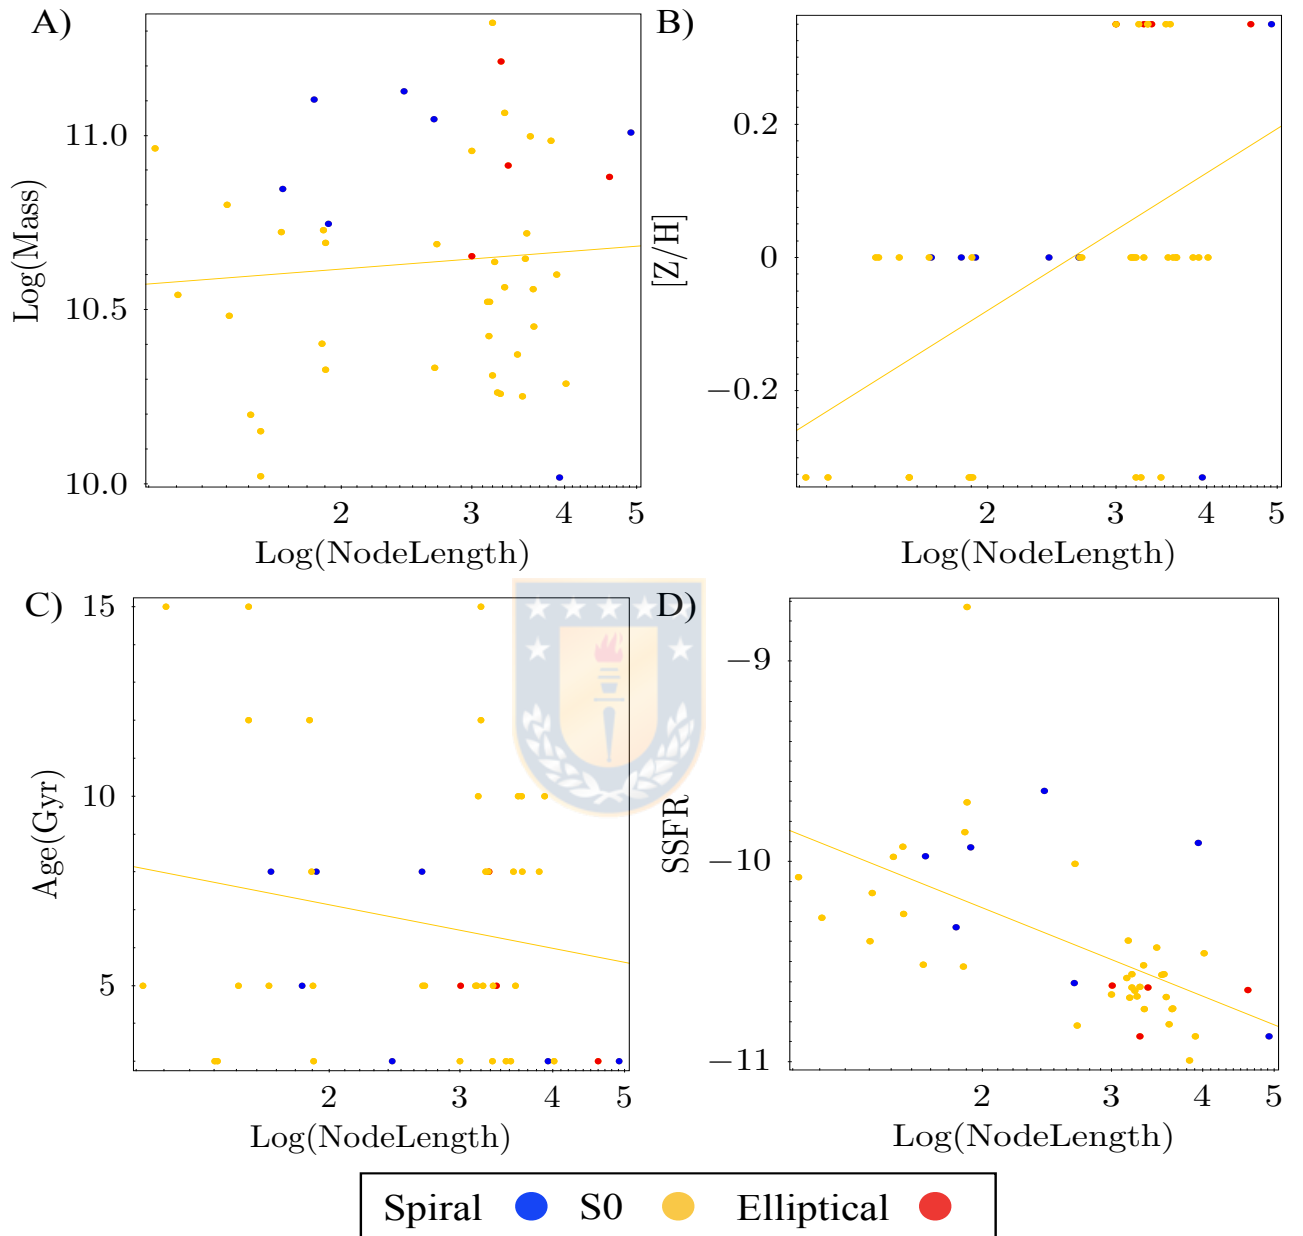 A)
Log(Mass)
11.0
10.5
10.0
2 3 4 5
Log(NodeLength)
B)
[Z/H]
0.2
0
−0.2
2 3 4 5
Log(NodeLength)
C)
Age(Gyr)
15
10
5
2 3 4 5
Log(NodeLength)
D)
SSFR
−9
−10
−11
2 3 4 5
Log(NodeLength)
Spiral S0 Elliptical